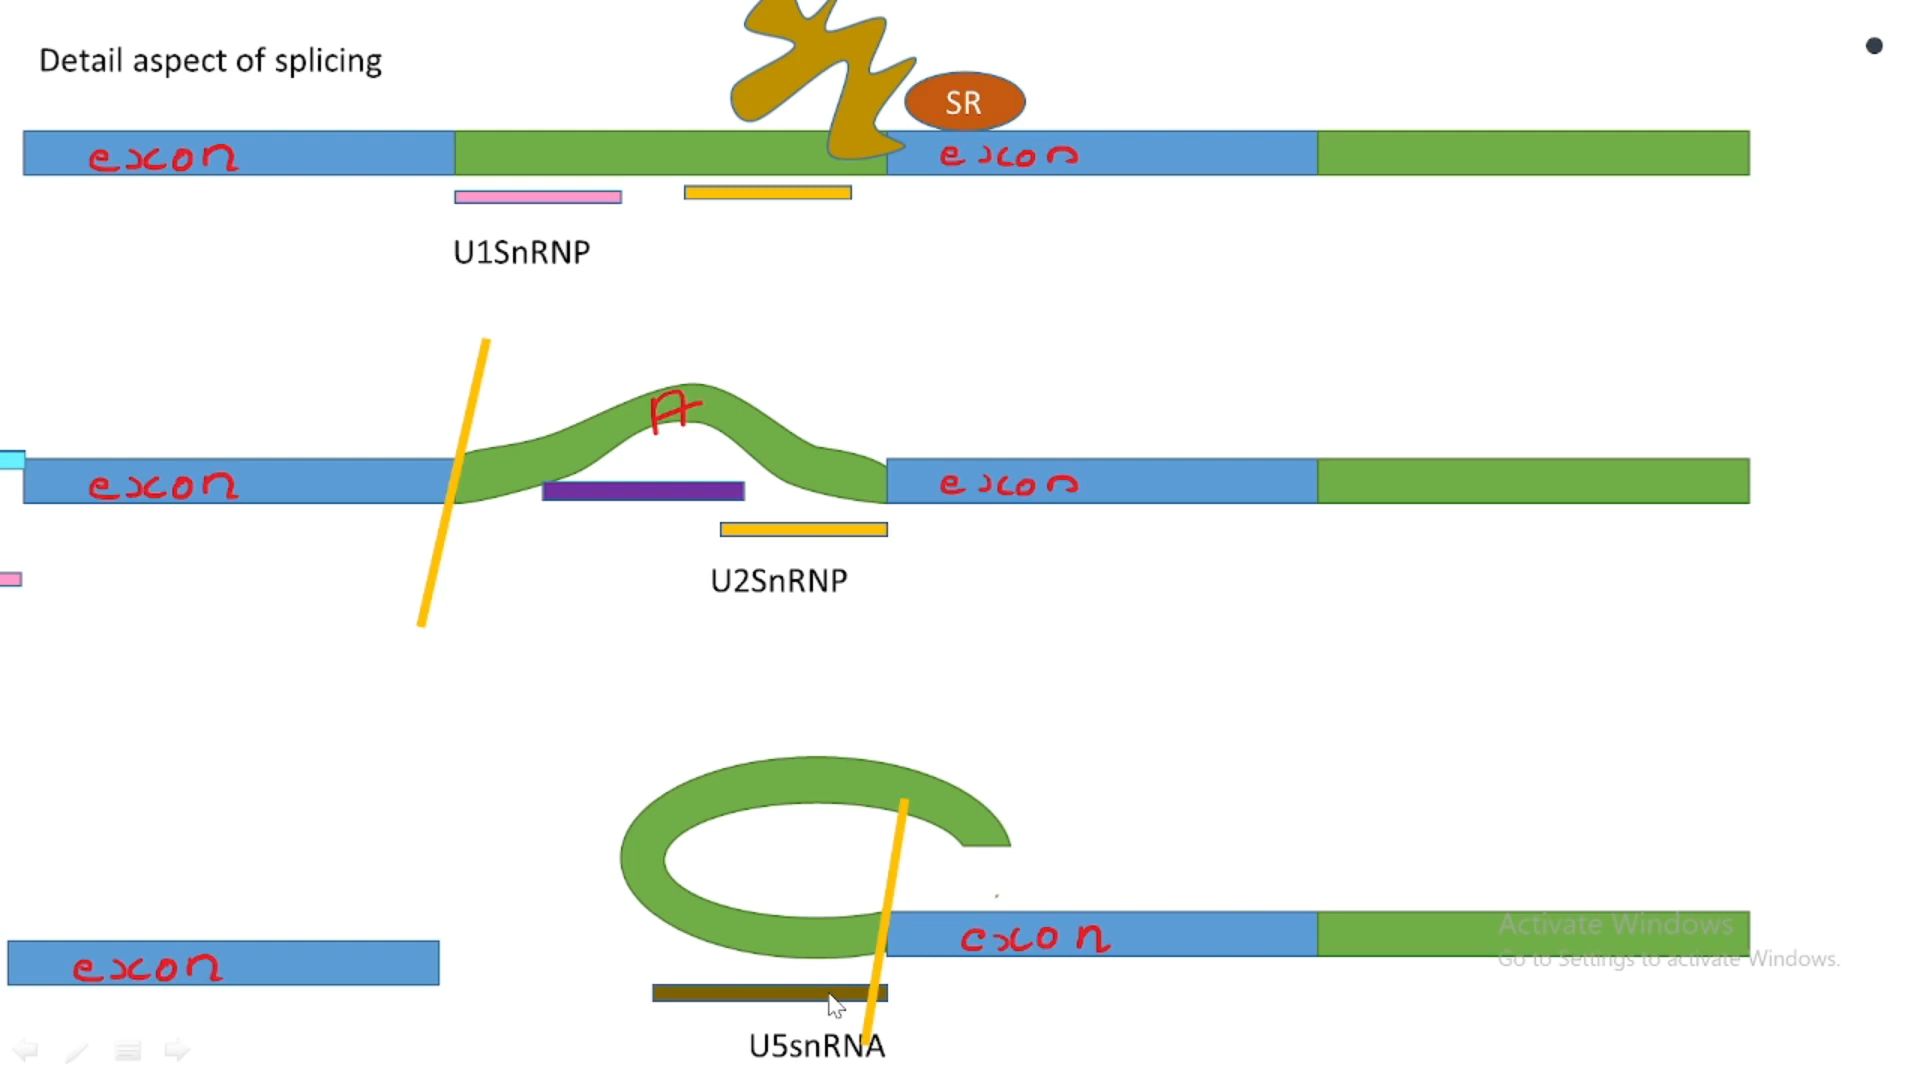 Detail aspect of splicing
SR
exon
exon
U1SnRNP
A
exon
exon
U2SnRNP
exon
exon
Activate Windows
Go to Settings to activate Windows.
U5snRNA